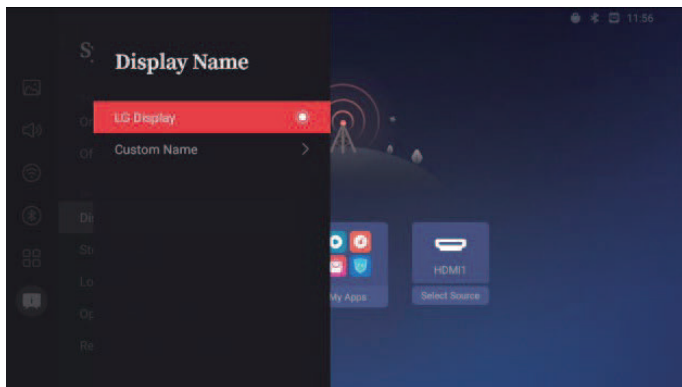 11:56
Display Name
LG Display
Custom Name
HDMI1
My Apps
Select Source